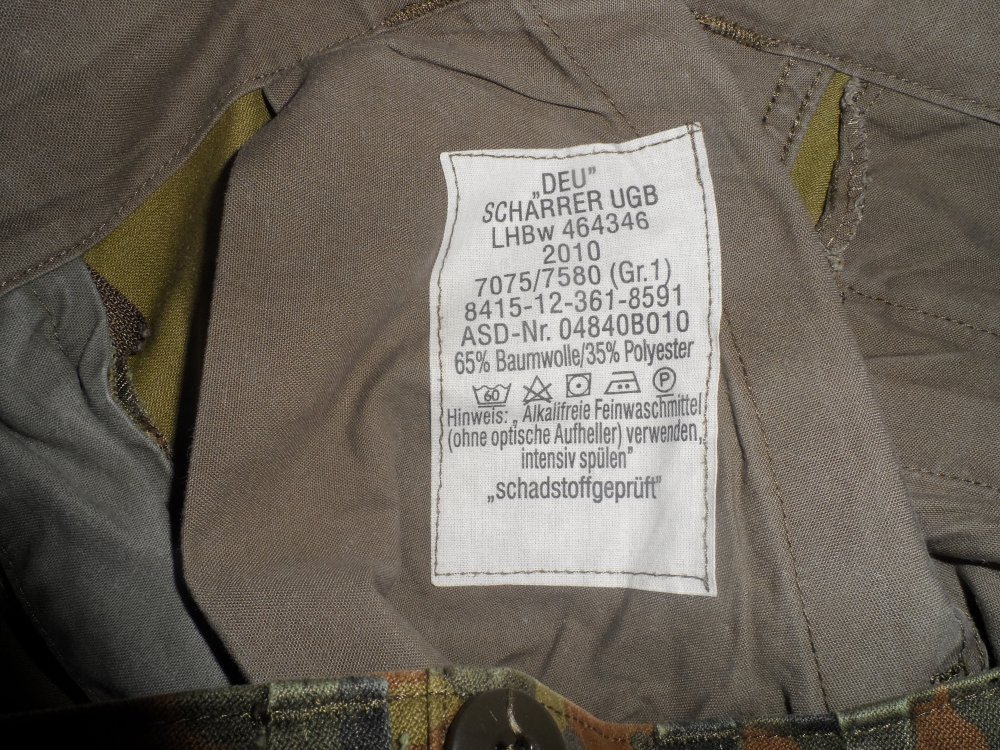 „DEU”
SCHARRER UGB
LHBw 464346
2010
7075/7580 (Gr.1)
8415-12-361-8591
ASD-Nr. 04840B010
65% Baumwolle/35% Polyester
60 P
Hinweis: „Alkalifreie Feinwaschmittel
(ohne optische Aufheller) verwenden,
intensiv spülen”
„schadstoffgeprüft”